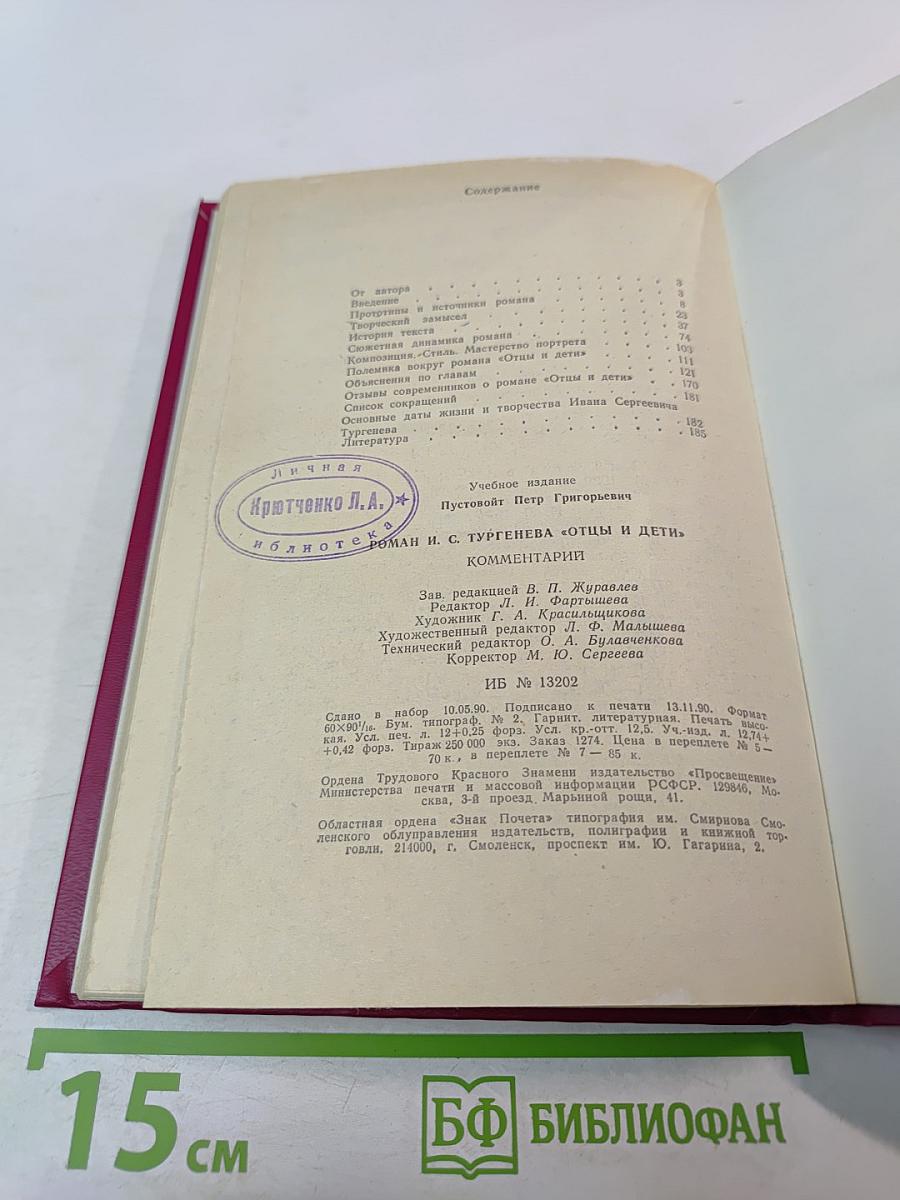 Содержание
От автора . . . . . . . . . . . 3
Введение . . . . . . . . . . . 3
Прототипы и источники романа . . . . . 8
Творческий замысел . . . . . . . . 23
История текста . . . . . . . . . 37
Сюжетная динамика романа . . . . . . 74
Композиция. Стиль. Мастерство портрета . . . . 103
Полемика вокруг романа «Отцы и дети» . . . . 111
Объяснения по главам . . . . . . . . 121
Отзывы современников о романе «Отцы и дети» . . 170
Список сокращений . . . . . . . . 181
Основные даты жизни и творчества Ивана Сергеевича
Тургенева . . . . . . . . . . . 182
Литература . . . . . . . . . . . 185
Личная
Крютченко Л.А.
иблиотека
Учебное издание
Пустовойт Петр Григорьевич
РОМАН И. С. ТУРГЕНЕВА «ОТЦЫ И ДЕТИ»
КОММЕНТАРИЙ
Зав. редакцией В. П. Журавлев
Редактор Л. И. Фартышева
Художник Г. А. Красильщикова
Художественный редактор Л. Ф. Малышева
Технический редактор О. А. Булавченкова
Корректор М. Ю. Сергеева
ИБ № 13202
Сдано в набор 10.05.90. Подписано к печати 13.11.90. Формат
60×90¹/₁₆. Бум. типограф. № 2. Гарнит. литературная. Печать высо-
кая. Усл. печ. л. 12+0,25 форз. Усл. кр.-отт. 12,5. Уч.-изд. л. 12,74+
+0,42 форз. Тираж 250 000 экз. Заказ 1274. Цена в переплете № 5—
70 к., в переплете № 7 — 85 к.
Ордена Трудового Красного Знамени издательство «Просвещение»
Министерства печати и массовой информации РСФСР. 129846, Мо-
сква, 3-й проезд Марьиной рощи, 41.
Областная ордена «Знак Почета» типография им. Смирнова Смо-
ленского облуправления издательств, полиграфии и книжной тор-
говли. 214000, г. Смоленск, проспект им. Ю. Гагарина, 2.
15 см
БФ БИБЛИОФАН